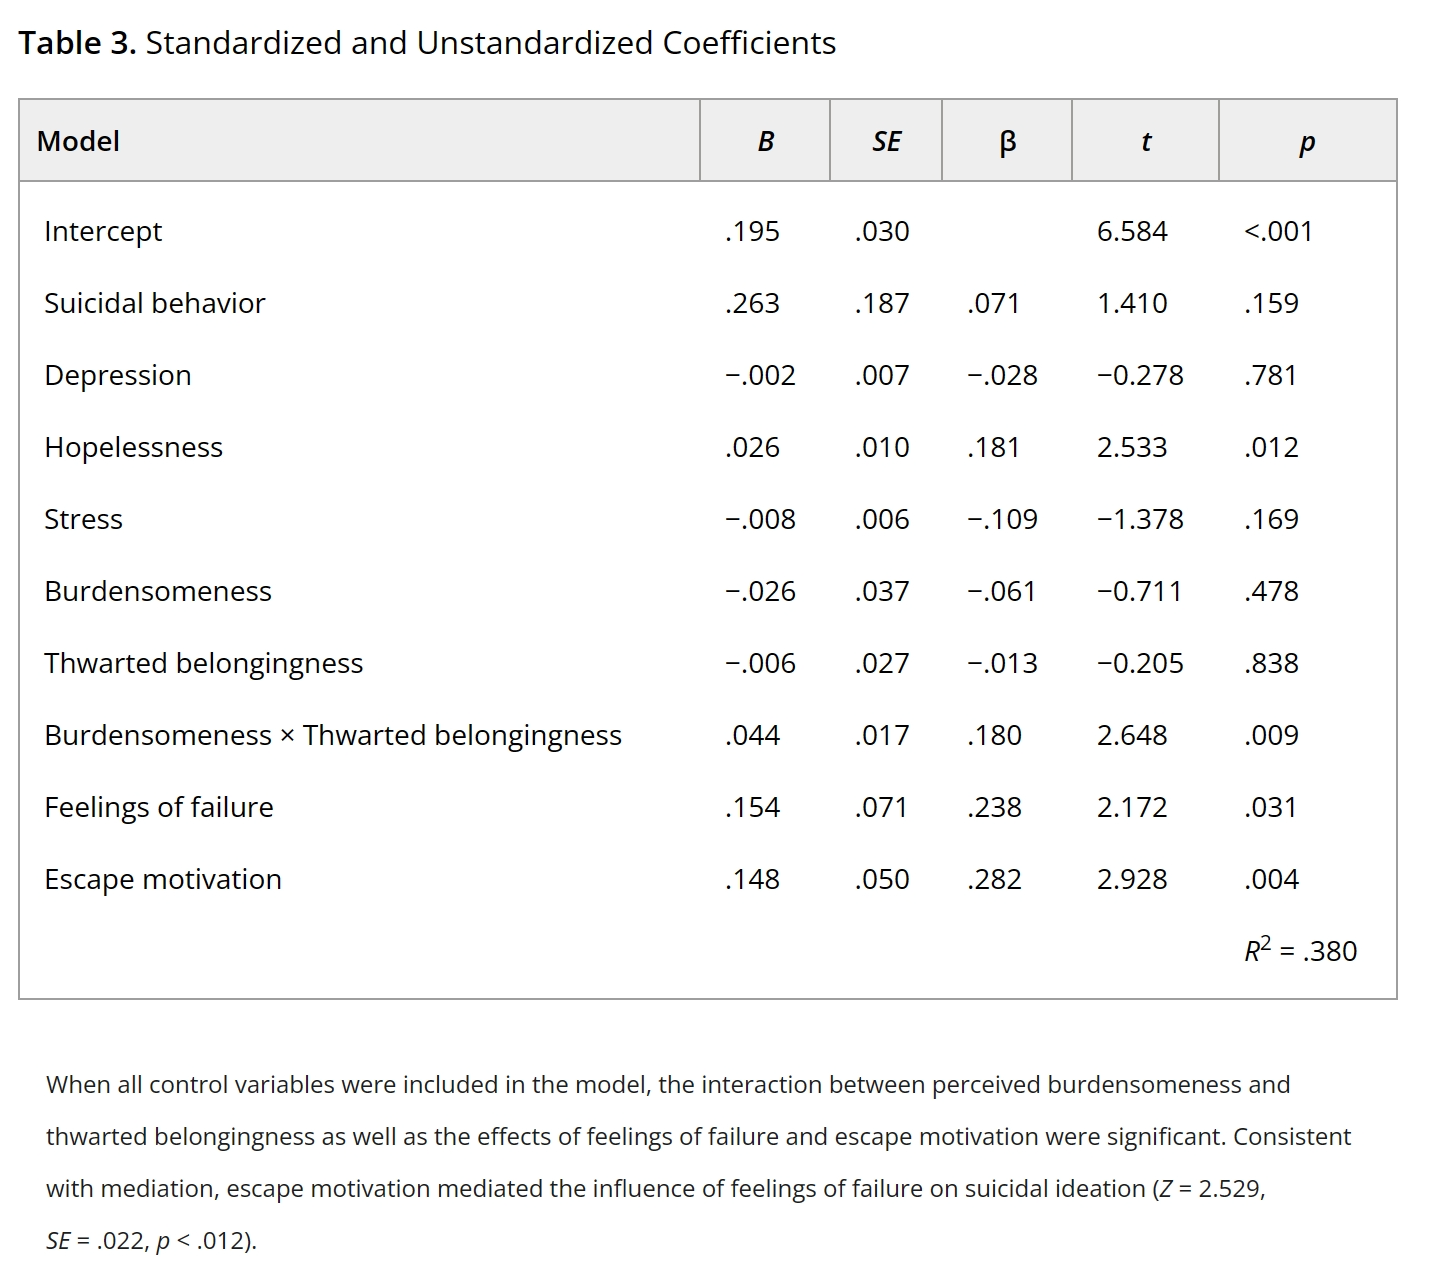 Table 3. Standardized and Unstandardized Coefficients
Model B SE β t p
Intercept .195 .030 6.584 <.001
Suicidal behavior .263 .187 .071 1.410 .159
Depression −.002 .007 −.028 −0.278 .781
Hopelessness .026 .010 .181 2.533 .012
Stress −.008 .006 −.109 −1.378 .169
Burdensomeness −.026 .037 −.061 −0.711 .478
Thwarted belongingness −.006 .027 −.013 −0.205 .838
Burdensomeness × Thwarted belongingness .044 .017 .180 2.648 .009
Feelings of failure .154 .071 .238 2.172 .031
Escape motivation .148 .050 .282 2.928 .004
R² = .380
When all control variables were included in the model, the interaction between perceived burdensomeness and
thwarted belongingness as well as the effects of feelings of failure and escape motivation were significant. Consistent
with mediation, escape motivation mediated the influence of feelings of failure on suicidal ideation (Z = 2.529,
SE = .022, p < .012).